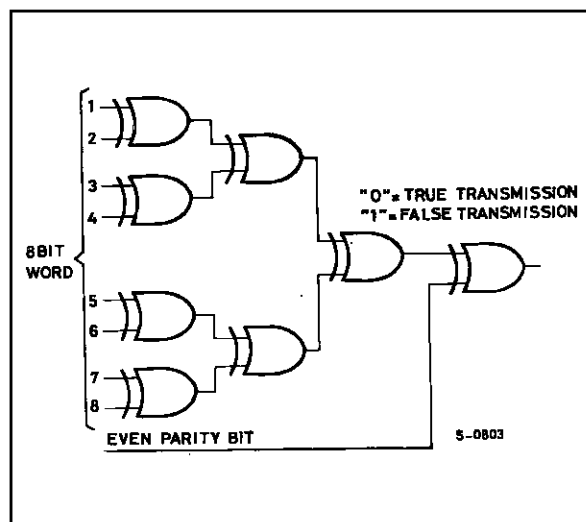 1
2
3
4
"0"= TRUE TRANSMISSION
"1"= FALSE TRANSMISSION
8BIT
WORD
5
6
7
8
EVEN PARITY BIT
S-0803